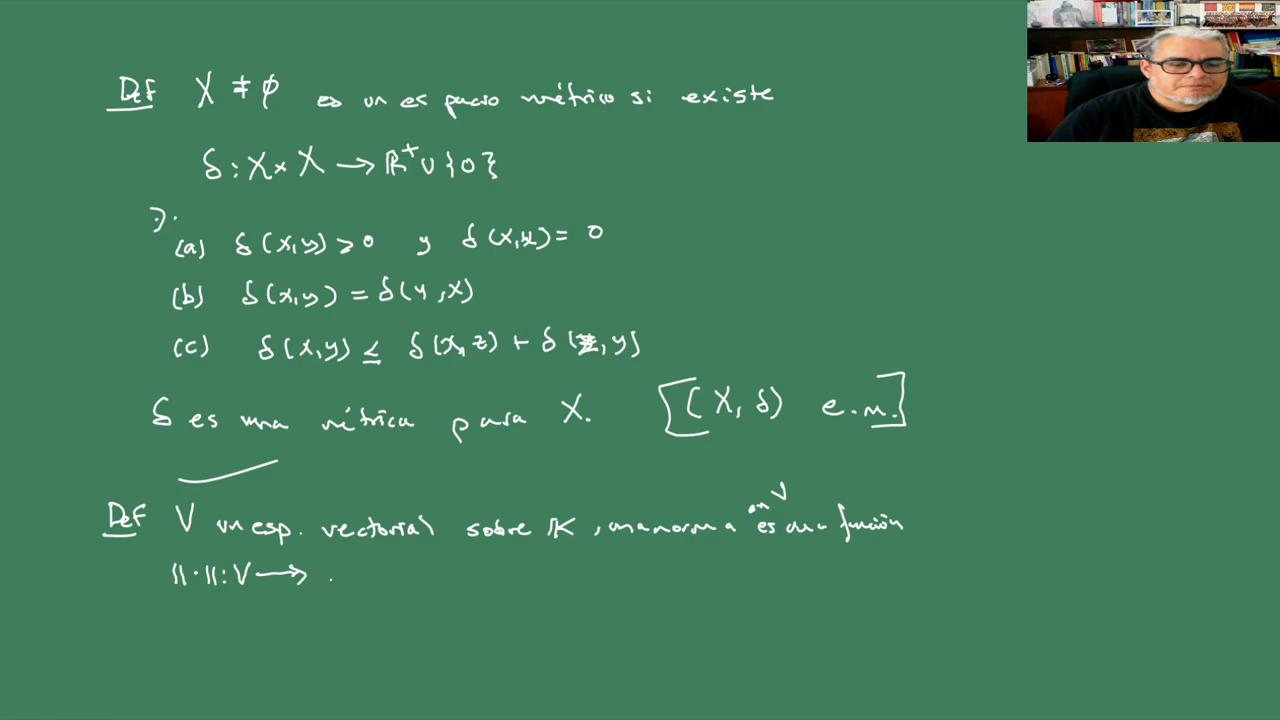 Def X ≠ ∅ es un espacio métrico si existe
δ : X × X → ℝ⁺ ∪ {0}
∋.
(a) δ(x,y) ≥ 0 y δ(x,x) = 0
(b) δ(x,y) = δ(y,x)
(c) δ(x,y) ≤ δ(x,z) + δ(z,y)
δ es una métrica para X. [(X, δ) e.m.]
Def V un esp. vectorial sobre 𝕂, una norma en V es una función
||·|| : V →